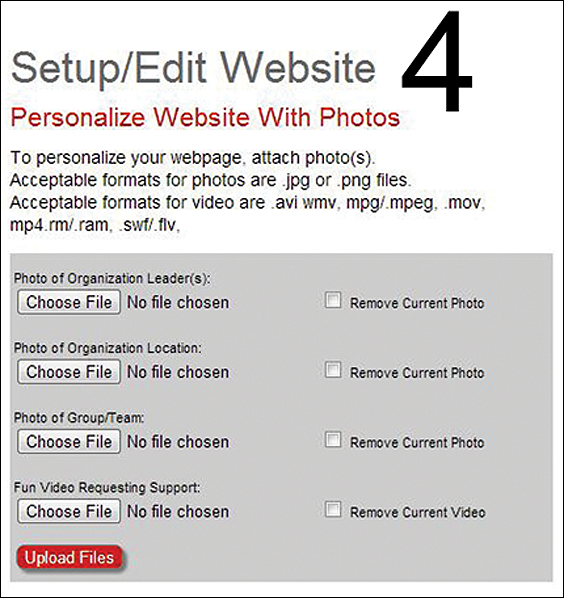 Setup/Edit Website 4
Personalize Website With Photos
To personalize your webpage, attach photo(s).
Acceptable formats for photos are .jpg or .png files.
Acceptable formats for video are .avi wmv, mpg/.mpeg, .mov,
mp4.rm/.ram, .swf/.flv,
Photo of Organization Leader(s):
Choose File No file chosen Remove Current Photo
Photo of Organization Location:
Choose File No file chosen Remove Current Photo
Photo of Group/Team:
Choose File No file chosen Remove Current Photo
Fun Video Requesting Support:
Choose File No file chosen Remove Current Video
Upload Files